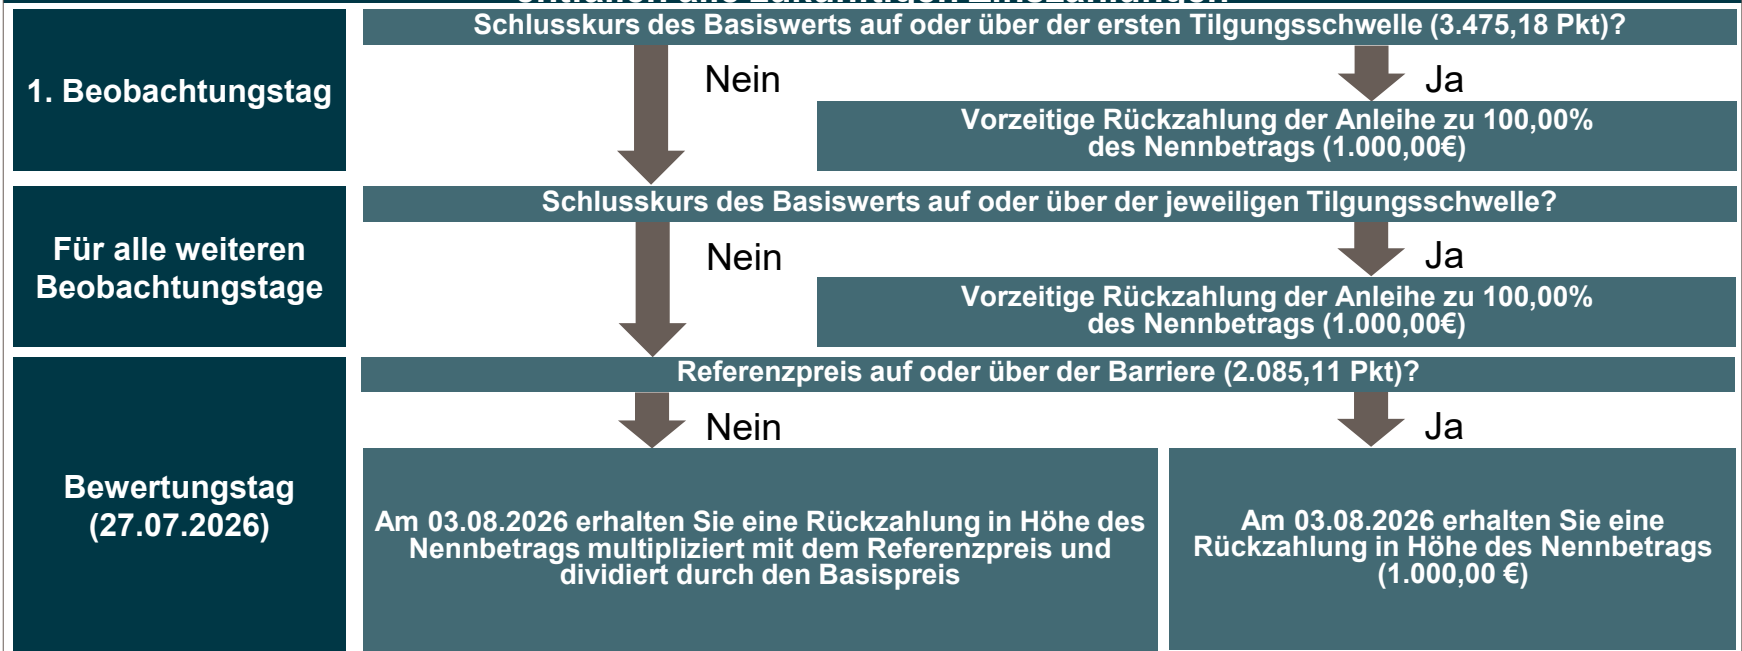 1. Beobachtungstag
Schlusskurs des Basiswerts auf oder über der ersten Tilgungsschwelle (3.475,18 Pkt)?
Nein
Ja
Vorzeitige Rückzahlung der Anleihe zu 100,00%
des Nennbetrags (1.000,00€)
Für alle weiteren
Beobachtungstage
Schlusskurs des Basiswerts auf oder über der jeweiligen Tilgungsschwelle?
Nein
Ja
Vorzeitige Rückzahlung der Anleihe zu 100,00%
des Nennbetrags (1.000,00€)
Bewertungstag
(27.07.2026)
Referenzpreis auf oder über der Barriere (2.085,11 Pkt)?
Nein
Ja
Am 03.08.2026 erhalten Sie eine Rückzahlung in Höhe des
Nennbetrags multipliziert mit dem Referenzpreis und
dividiert durch den Basispreis
Am 03.08.2026 erhalten Sie eine
Rückzahlung in Höhe des Nennbetrags
(1.000,00 €)